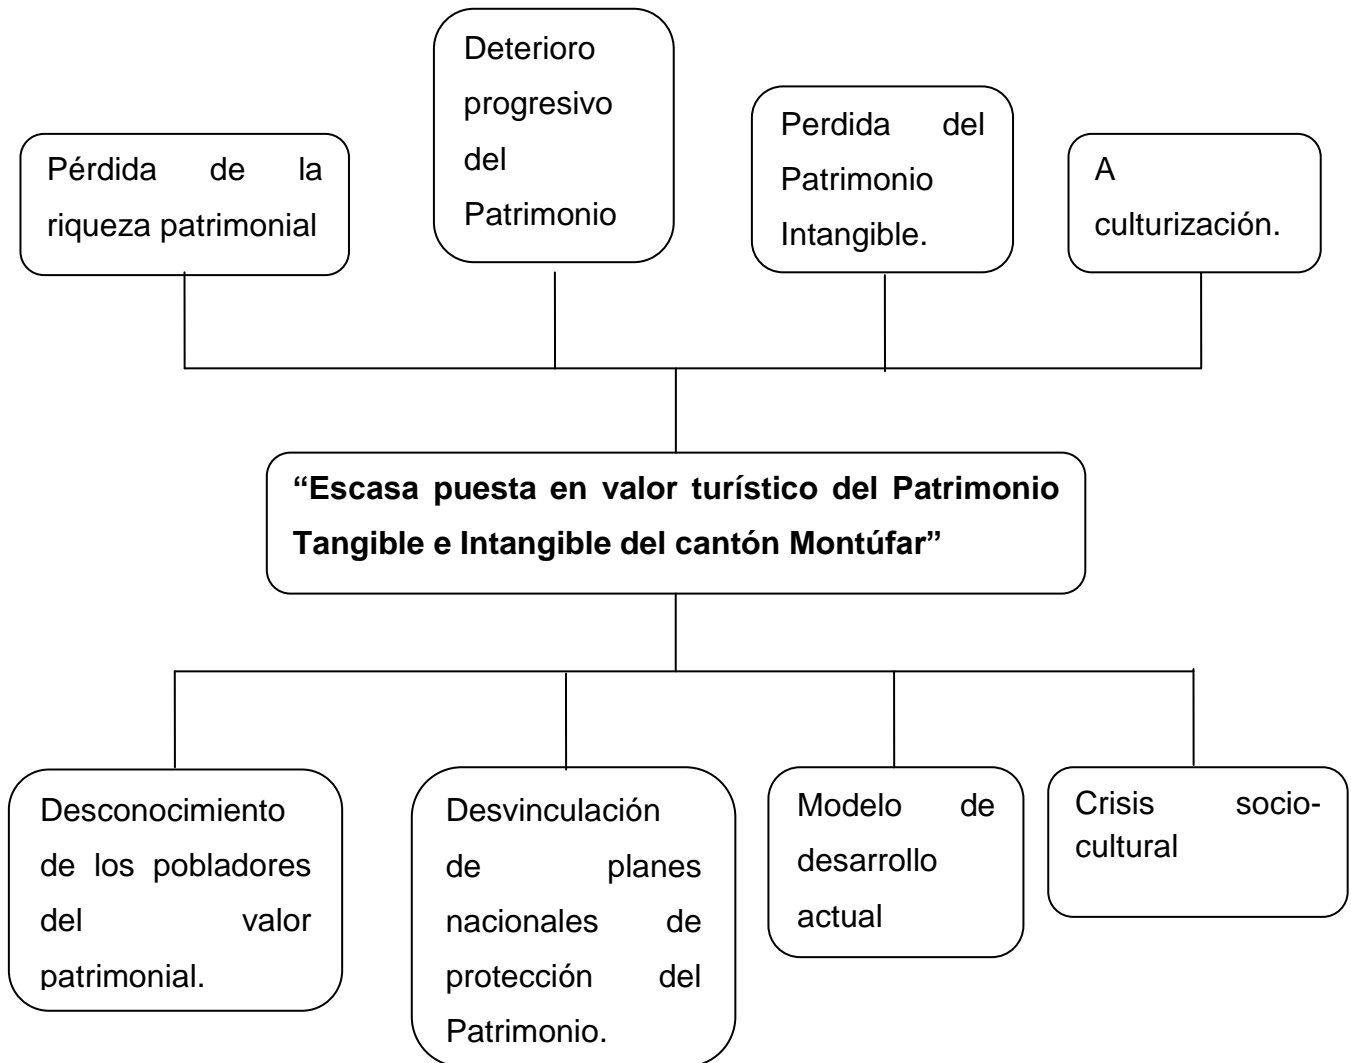 Pérdida de la
riqueza patrimonial
Deterioro
progresivo
del
Patrimonio
Perdida del
Patrimonio
Intangible.
A
culturización.
“Escasa puesta en valor turístico del Patrimonio
Tangible e Intangible del cantón Montúfar”
Desconocimiento
de los pobladores
del valor
patrimonial.
Desvinculación
de planes
nacionales de
protección del
Patrimonio.
Modelo de
desarrollo
actual
Crisis socio-
cultural